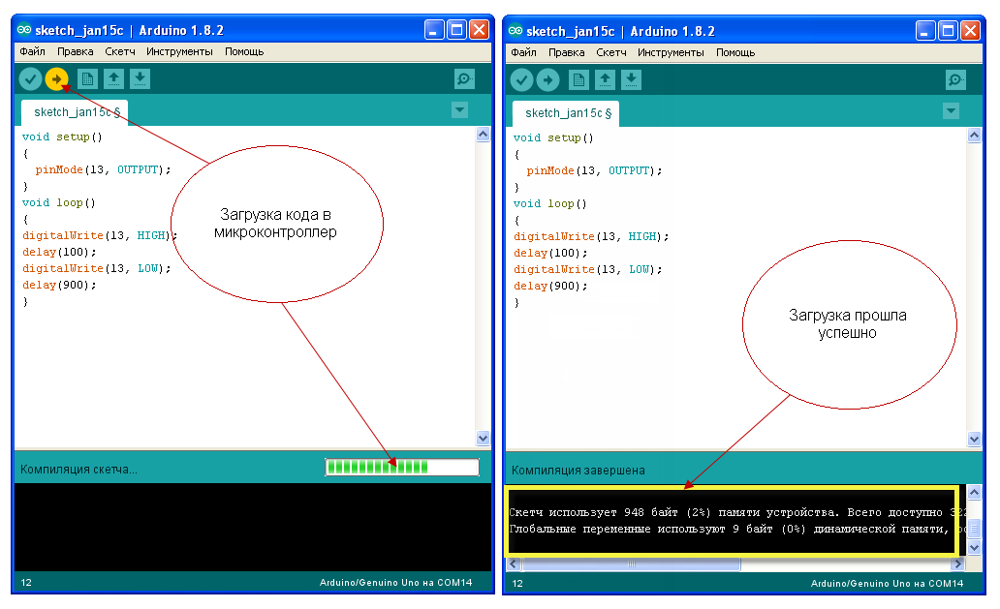 sketch_jan15c | Arduino 1.8.2
Файл Правка Скетч Инструменты Помощь
sketch_jan15c §
void setup()
{
pinMode(13, OUTPUT);
}
void loop()
{
digitalWrite(13, HIGH);
delay(100);
digitalWrite(13, LOW);
delay(900);
}
Загрузка кода в
микроконтроллер
Компиляция скетча...
12
Arduino/Genuino Uno на COM14
sketch_jan15c | Arduino 1.8.2
Файл Правка Скетч Инструменты Помощь
sketch_jan15c §
void setup()
{
pinMode(13, OUTPUT);
}
void loop()
{
digitalWrite(13, HIGH);
delay(100);
digitalWrite(13, LOW);
delay(900);
}
Загрузка прошла
успешно
Компиляция завершена
Скетч использует 948 байт (2%) памяти устройства. Всего доступно
Глобальные переменные используют 9 байт (0%) динамической памяти,
12
Arduino/Genuino Uno на COM14